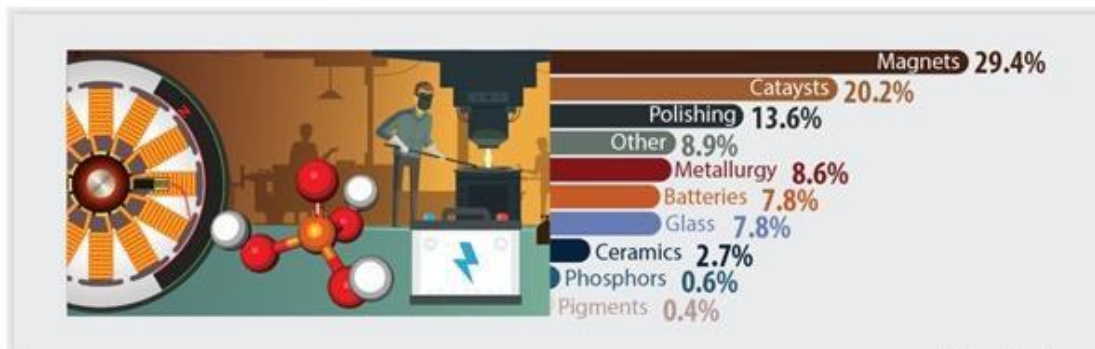 Magnets 29.4%
Cataysts 20.2%
Polishing 13.6%
Other 8.9%
Metallurgy 8.6%
Batteries 7.8%
Glass 7.8%
Ceramics 2.7%
Phosphors 0.6%
Pigments 0.4%